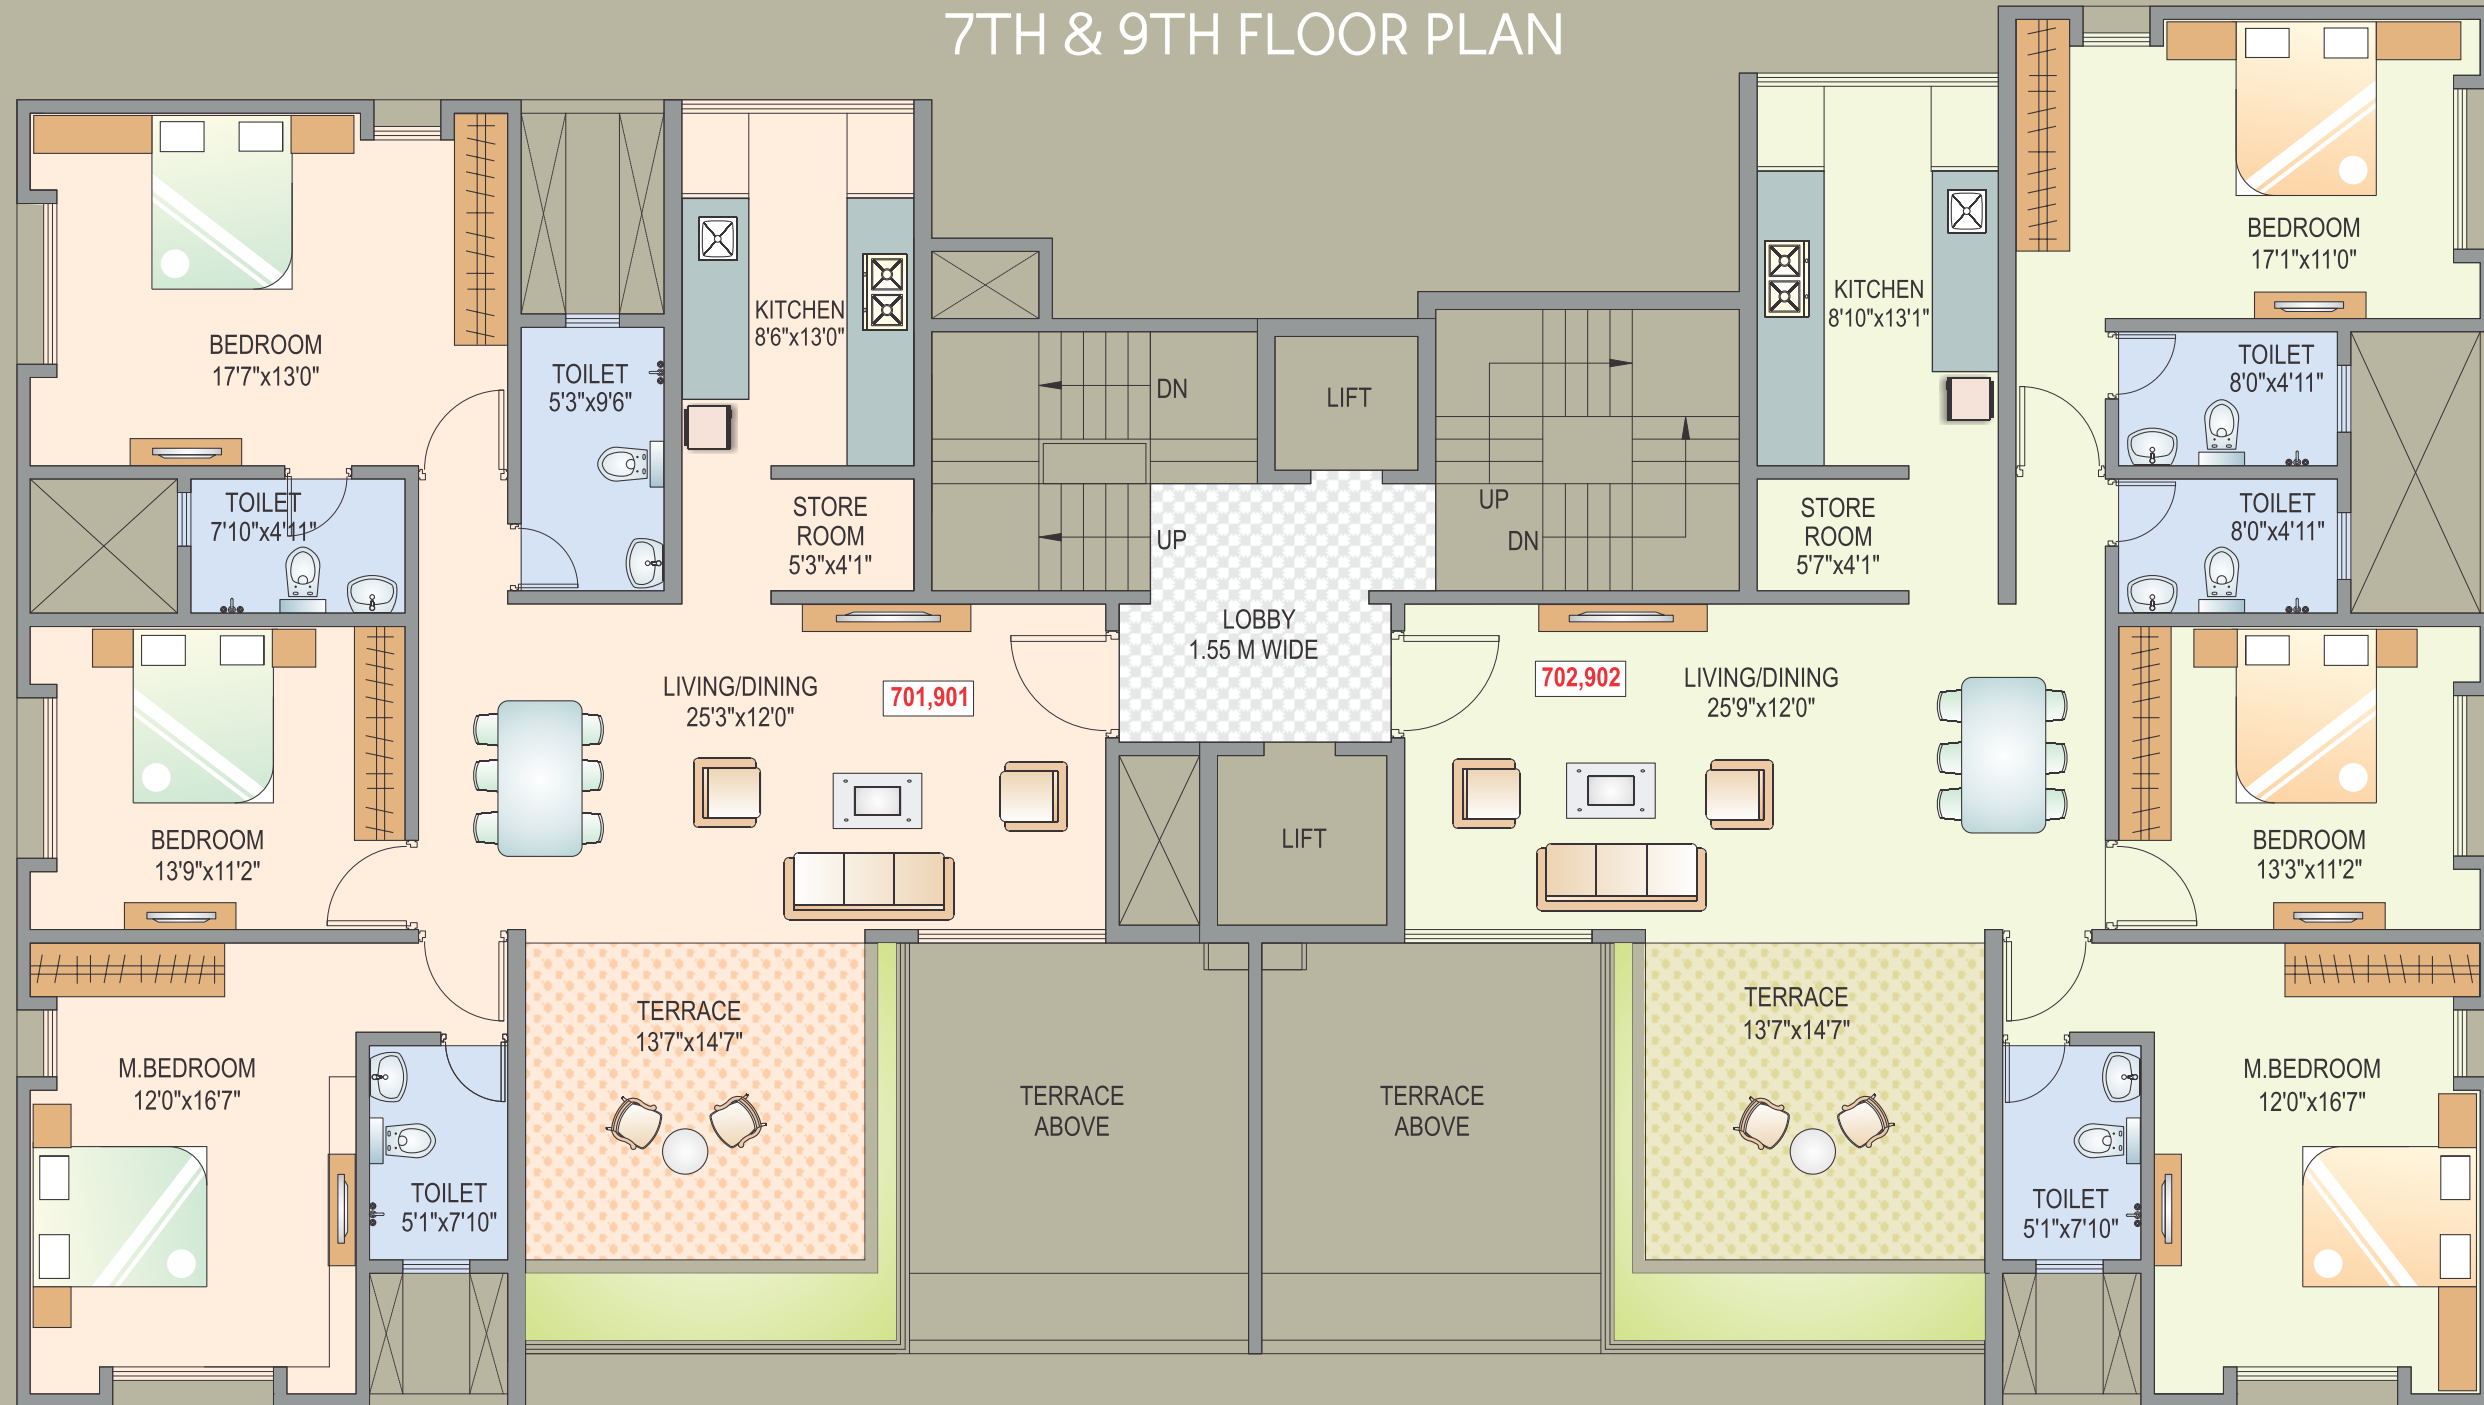 7TH & 9TH FLOOR PLAN
BEDROOM
17'7"x13'0"
TOILET
5'3"x9'6"
KITCHEN
8'6"x13'0"
STORE
ROOM
5'3"x4'1"
TOILET
7'10"x4'11"
BEDROOM
13'9"x11'2"
LIVING/DINING
25'3"x12'0"
701,901
M.BEDROOM
12'0"x16'7"
TOILET
5'1"x7'10"
TERRACE
13'7"x14'7"
TERRACE
ABOVE
DN
UP
LIFT
LOBBY
1.55 M WIDE
LIFT
UP
DN
KITCHEN
8'10"x13'1"
STORE
ROOM
5'7"x4'1"
702,902
LIVING/DINING
25'9"x12'0"
BEDROOM
17'1"x11'0"
TOILET
8'0"x4'11"
TOILET
8'0"x4'11"
BEDROOM
13'3"x11'2"
TERRACE
ABOVE
TERRACE
13'7"x14'7"
M.BEDROOM
12'0"x16'7"
TOILET
5'1"x7'10"